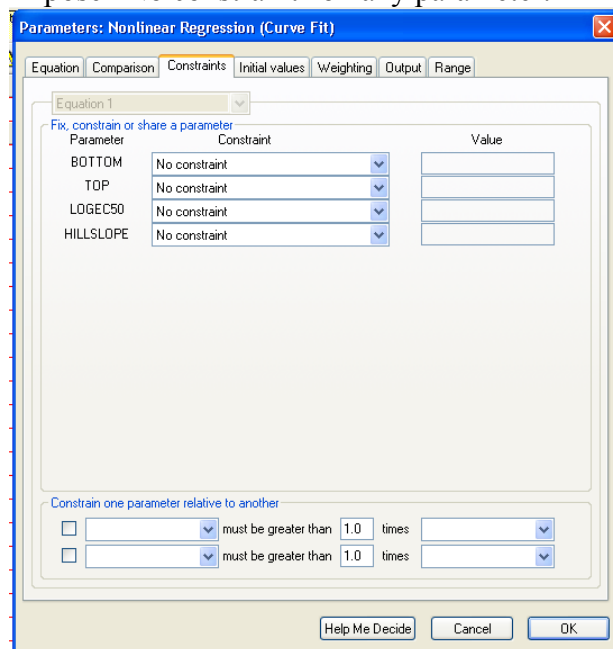 Parameters: Nonlinear Regression (Curve Fit)
Equation Comparison Constraints Initial values Weighting Output Range
Equation 1
Fix, constrain or share a parameter
Parameter Constraint Value
BOTTOM No constraint
TOP No constraint
LOGEC50 No constraint
HILLSLOPE No constraint
Constrain one parameter relative to another
must be greater than 1.0 times
must be greater than 1.0 times
Help Me Decide Cancel OK